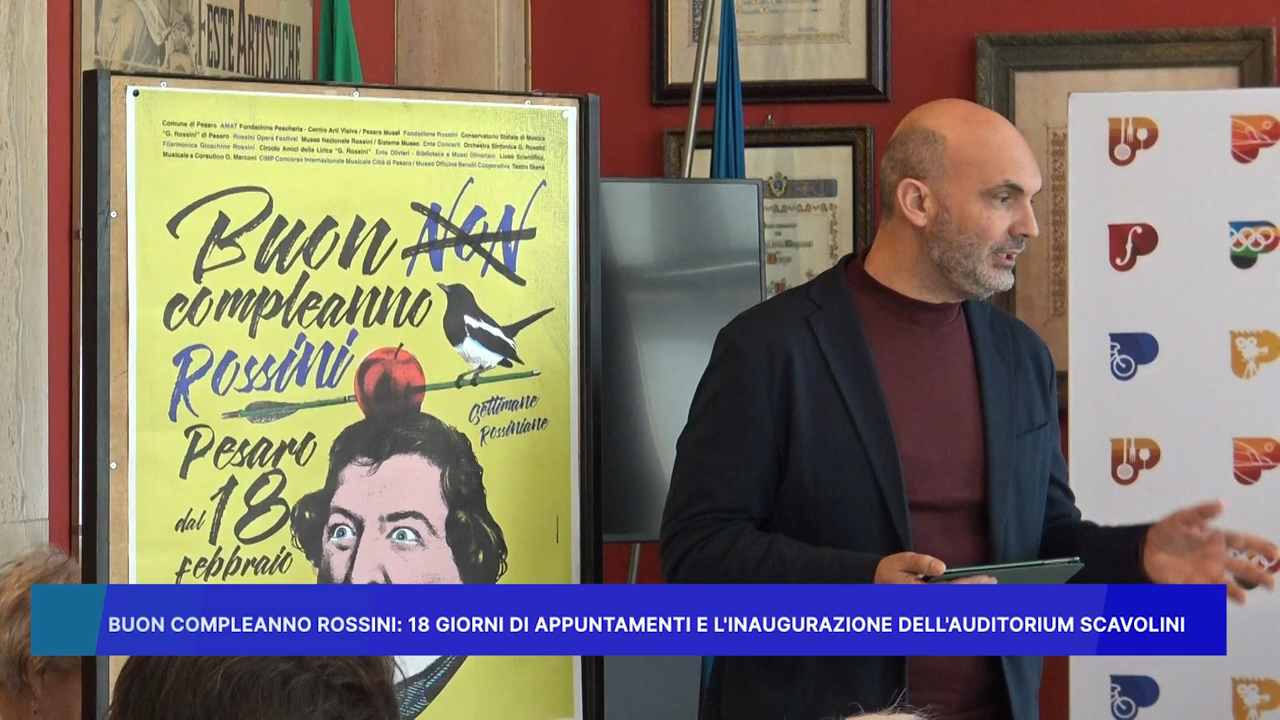 FESTE ARTISTICHE
Comune di Pesaro AMAT Fondazione Pescheria - Centro Arti Visive / Pesaro Musei Fondazione Rossini Conservatorio Statale di Musica
"G. Rossini" di Pesaro Rossini Opera Festival Museo Nazionale Rossini / Sistema Museo Ente Concerti Orchestra Sinfonica G. Rossini
Filarmonica Gioachino Rossini Circolo Amici della Lirica "G. Rossini" Ente Olivieri - Biblioteca e Musei Oliveriani Liceo Scientifico,
Musicale e Coreutico G. Marconi CIMP Concorso Internazionale Musicale Città di Pesaro / Museo Officine Benelli Cooperativa Teatro Skenè
Buon NON
compleanno
Rossini
Settimane
Rossiniane
Pesaro
dal 18
febbraio
BUON COMPLEANNO ROSSINI: 18 GIORNI DI APPUNTAMENTI E L'INAUGURAZIONE DELL'AUDITORIUM SCAVOLINI